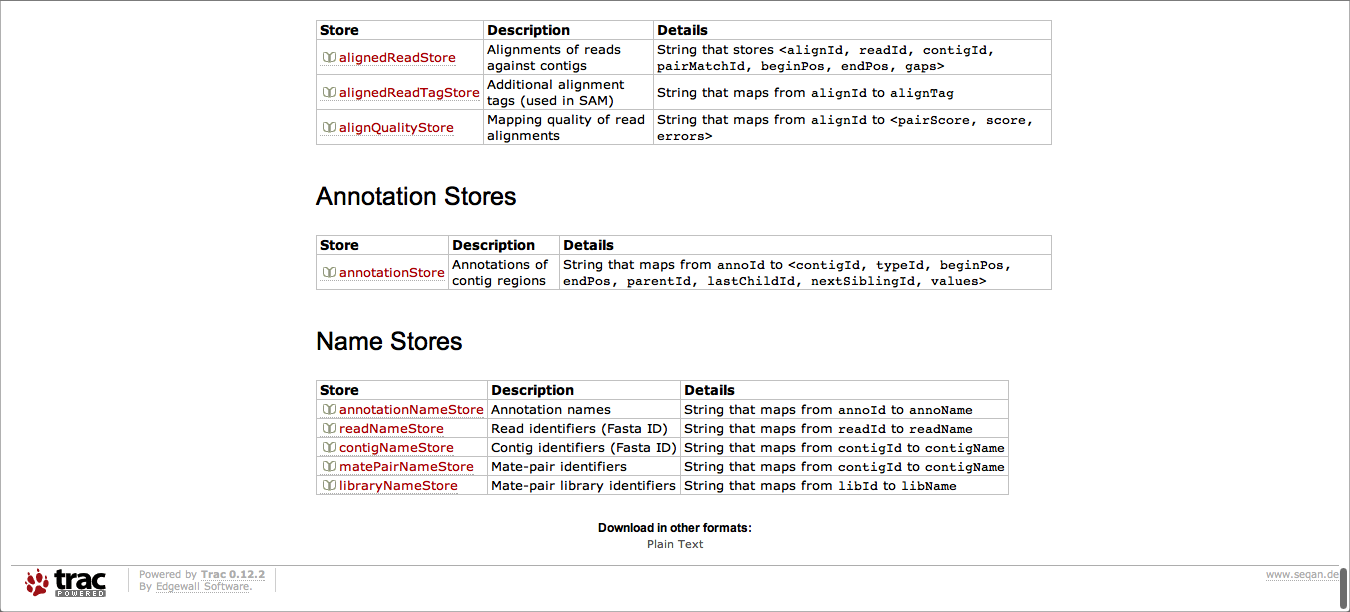 Store Description Details
alignedReadStore Alignments of reads against contigs String that stores <alignId, readId, contigId, pairMatchId, beginPos, endPos, gaps>
alignedReadTagStore Additional alignment tags (used in SAM) String that maps from alignId to alignTag
alignQualityStore Mapping quality of read alignments String that maps from alignId to <pairScore, score, errors>
Annotation Stores
Store Description Details
annotationStore Annotations of contig regions String that maps from annoId to <contigId, typeId, beginPos, endPos, parentId, lastChildId, nextSiblingId, values>
Name Stores
Store Description Details
annotationNameStore Annotation names String that maps from annoId to annoName
readNameStore Read identifiers (Fasta ID) String that maps from readId to readName
contigNameStore Contig identifiers (Fasta ID) String that maps from contigId to contigName
matePairNameStore Mate-pair identifiers String that maps from contigId to contigName
libraryNameStore Mate-pair library identifiers String that maps from libId to libName
Download in other formats:
Plain Text
trac
POWERED
Powered by Trac 0.12.2
By Edgewall Software.
www.seqan.de